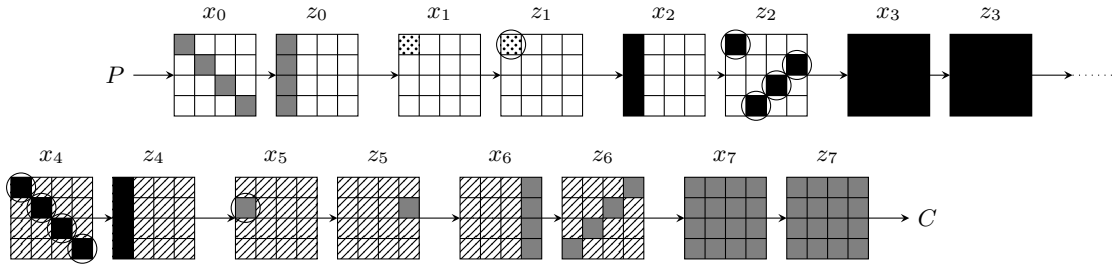 x₀ z₀ x₁ z₁ x₂ z₂ x₃ z₃
P
x₄ z₄ x₅ z₅ x₆ z₆ x₇ z₇
C